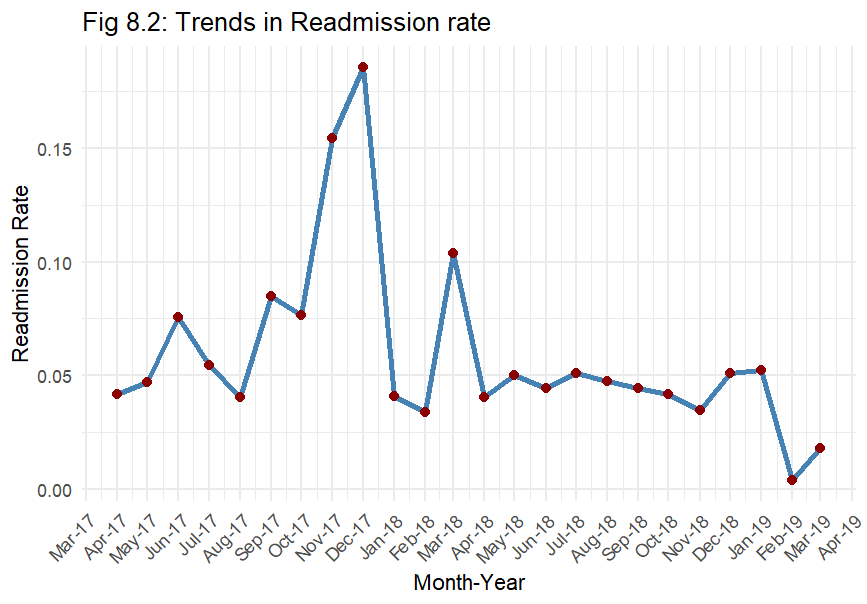 Fig 8.2: Trends in Readmission rate
Readmission Rate
0.15
0.10
0.05
0.00
Mar-17
Apr-17
May-17
Jun-17
Jul-17
Aug-17
Sep-17
Oct-17
Nov-17
Dec-17
Jan-18
Feb-18
Mar-18
Apr-18
May-18
Jun-18
Jul-18
Aug-18
Sep-18
Oct-18
Nov-18
Dec-18
Jan-19
Feb-19
Mar-19
Apr-19
Month-Year